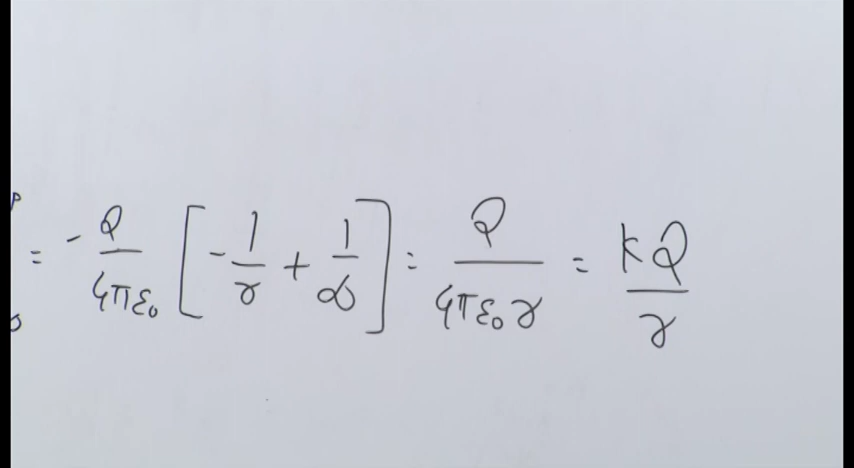 = -Q/4πε₀ [-1/r + 1/∞] = Q/4πε₀r = kQ/r